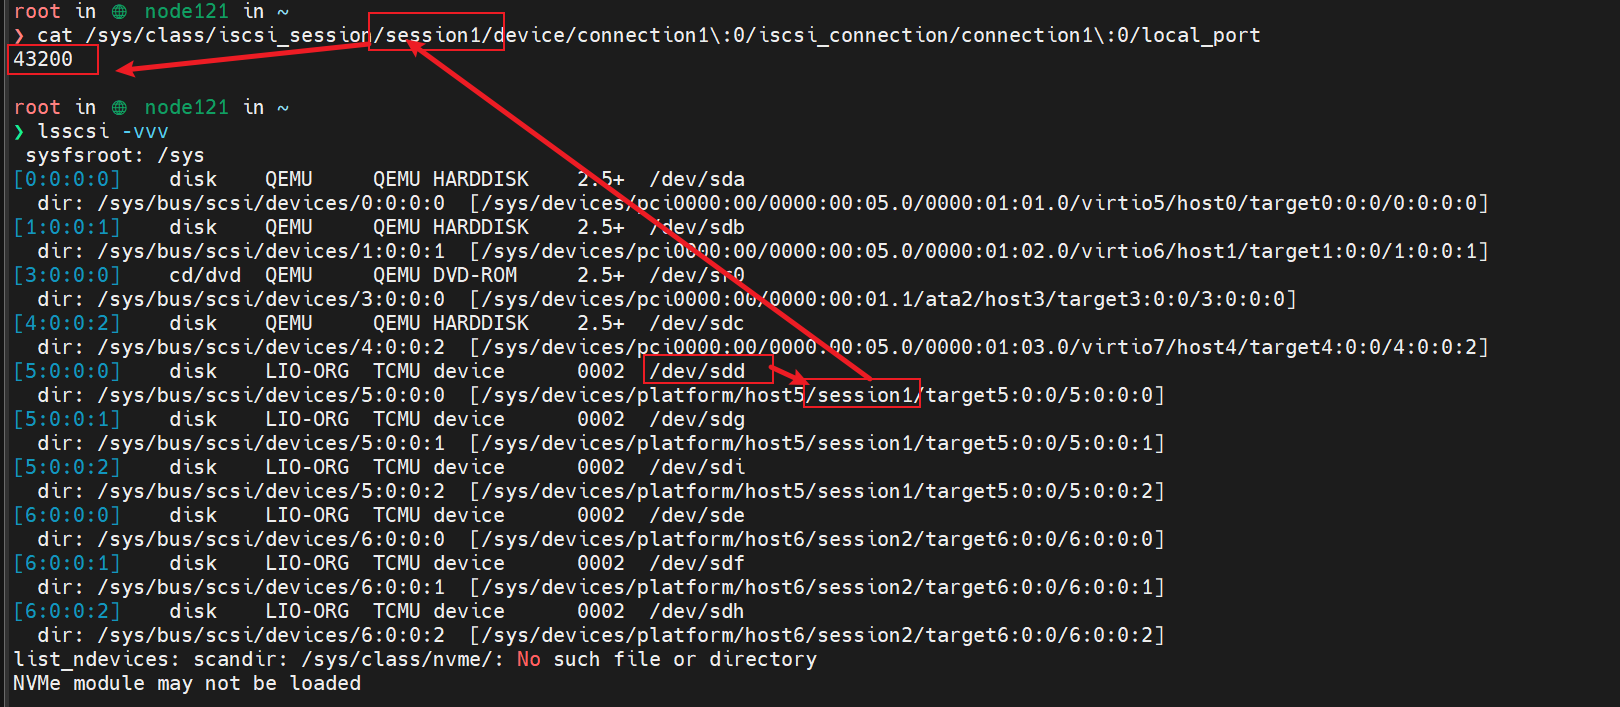 root in 🌐 node121 in ~
❯ cat /sys/class/iscsi_session/session1/device/connection1\:0/iscsi_connection/connection1\:0/local_port
43200
root in 🌐 node121 in ~
❯ lsscsi -vvv
 sysfsroot: /sys
[0:0:0:0]    disk    QEMU     QEMU HARDDISK    2.5+  /dev/sda
  dir: /sys/bus/scsi/devices/0:0:0:0  [/sys/devices/pci0000:00/0000:00:05.0/0000:01:01.0/virtio5/host0/target0:0:0/0:0:0:0]
[1:0:0:1]    disk    QEMU     QEMU HARDDISK    2.5+  /dev/sdb
  dir: /sys/bus/scsi/devices/1:0:0:1  [/sys/devices/pci0000:00/0000:00:05.0/0000:01:02.0/virtio6/host1/target1:0:0/1:0:0:1]
[3:0:0:0]    cd/dvd  QEMU     QEMU DVD-ROM     2.5+  /dev/sr0
  dir: /sys/bus/scsi/devices/3:0:0:0  [/sys/devices/pci0000:00/0000:00:01.1/ata2/host3/target3:0:0/3:0:0:0]
[4:0:0:2]    disk    QEMU     QEMU HARDDISK    2.5+  /dev/sdc
  dir: /sys/bus/scsi/devices/4:0:0:2  [/sys/devices/pci0000:00/0000:00:05.0/0000:01:03.0/virtio7/host4/target4:0:0/4:0:0:2]
[5:0:0:0]    disk    LIO-ORG  TCMU device      0002  /dev/sdd
  dir: /sys/bus/scsi/devices/5:0:0:0  [/sys/devices/platform/host5/session1/target5:0:0/5:0:0:0]
[5:0:0:1]    disk    LIO-ORG  TCMU device      0002  /dev/sdg
  dir: /sys/bus/scsi/devices/5:0:0:1  [/sys/devices/platform/host5/session1/target5:0:0/5:0:0:1]
[5:0:0:2]    disk    LIO-ORG  TCMU device      0002  /dev/sdi
  dir: /sys/bus/scsi/devices/5:0:0:2  [/sys/devices/platform/host5/session1/target5:0:0/5:0:0:2]
[6:0:0:0]    disk    LIO-ORG  TCMU device      0002  /dev/sde
  dir: /sys/bus/scsi/devices/6:0:0:0  [/sys/devices/platform/host6/session2/target6:0:0/6:0:0:0]
[6:0:0:1]    disk    LIO-ORG  TCMU device      0002  /dev/sdf
  dir: /sys/bus/scsi/devices/6:0:0:1  [/sys/devices/platform/host6/session2/target6:0:0/6:0:0:1]
[6:0:0:2]    disk    LIO-ORG  TCMU device      0002  /dev/sdh
  dir: /sys/bus/scsi/devices/6:0:0:2  [/sys/devices/platform/host6/session2/target6:0:0/6:0:0:2]
list_ndevices: scandir: /sys/class/nvme/: No such file or directory
NVMe module may not be loaded